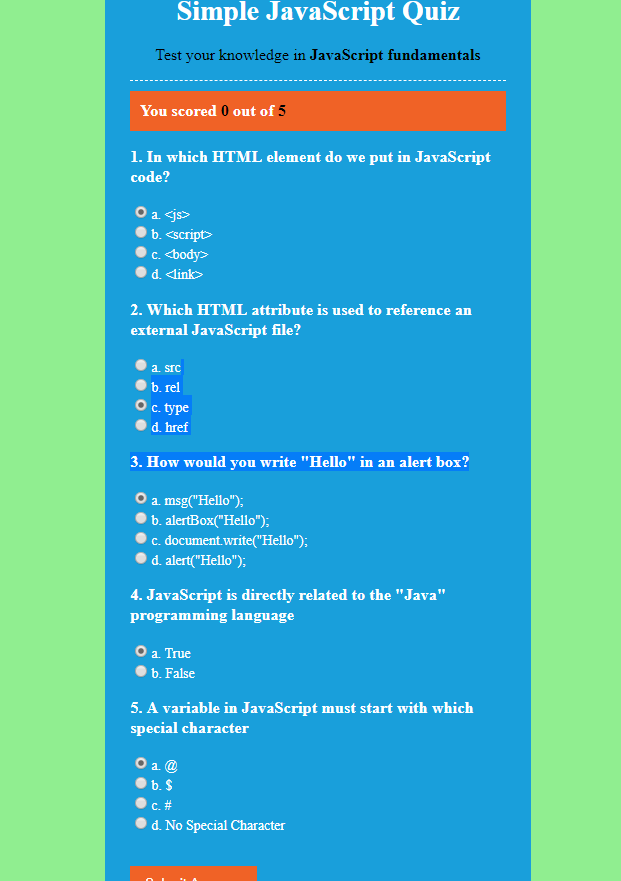 Simple JavaScript Quiz
Test your knowledge in JavaScript fundamentals
You scored 0 out of 5
1. In which HTML element do we put in JavaScript
code?
a. <js>
b. <script>
c. <body>
d. <link>
2. Which HTML attribute is used to reference an
external JavaScript file?
a. src
b. rel
c. type
d. href
3. How would you write "Hello" in an alert box?
a. msg("Hello");
b. alertBox("Hello");
c. document.write("Hello");
d. alert("Hello");
4. JavaScript is directly related to the "Java"
programming language
a. True
b. False
5. A variable in JavaScript must start with which
special character
a. @
b. $
c. #
d. No Special Character